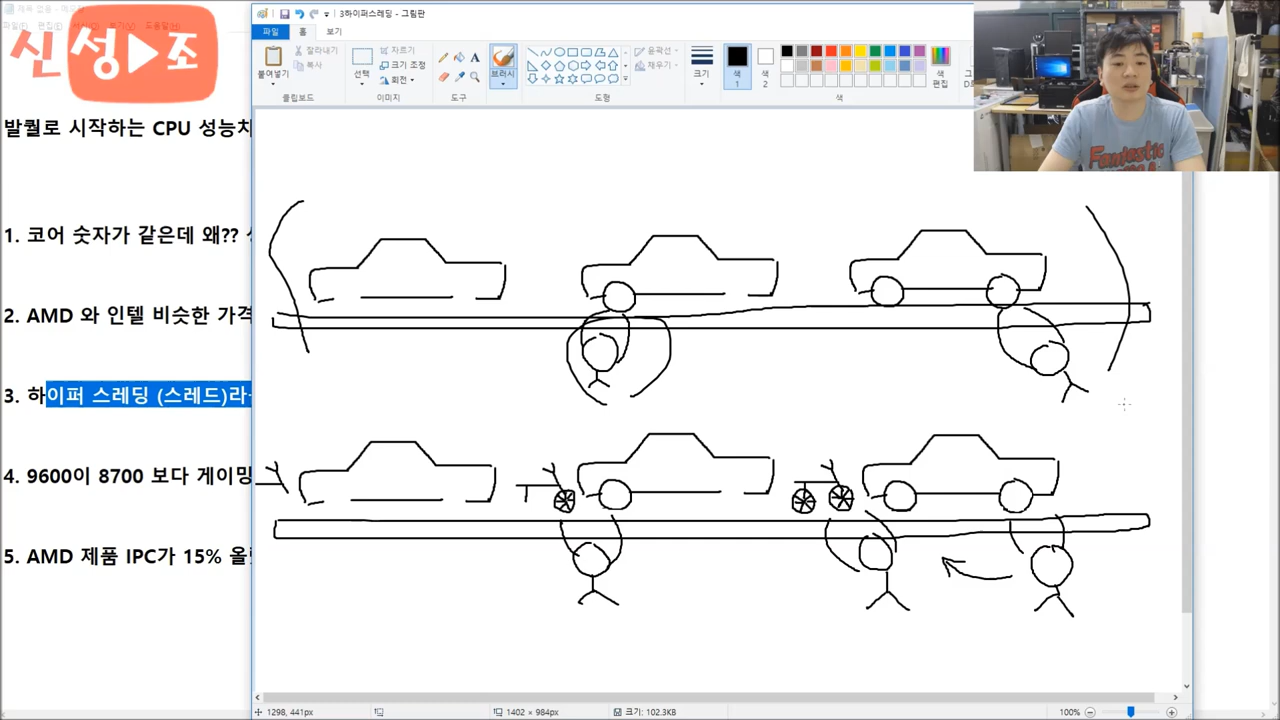 3하이퍼스레딩 - 그림판
파일
홈
보기
붙여넣기
잘라내기
복사
클립보드
선택
자르기
크기 조정
회전
이미지
도구
브러시
도형
윤곽선
채우기
크기
색
1
색
2
색
편집
색
신성조
발퀄로 시작하는 CPU 성능차
1. 코어 숫자가 같은데 왜??
2. AMD 와 인텔 비슷한 가격
3. 하이퍼 스레딩 (스레드)라
4. 9600이 8700 보다 게이밍
5. AMD 제품 IPC가 15% 올
Fantastic
1298, 441px
1402 × 984px
크기: 102.3KB
100%